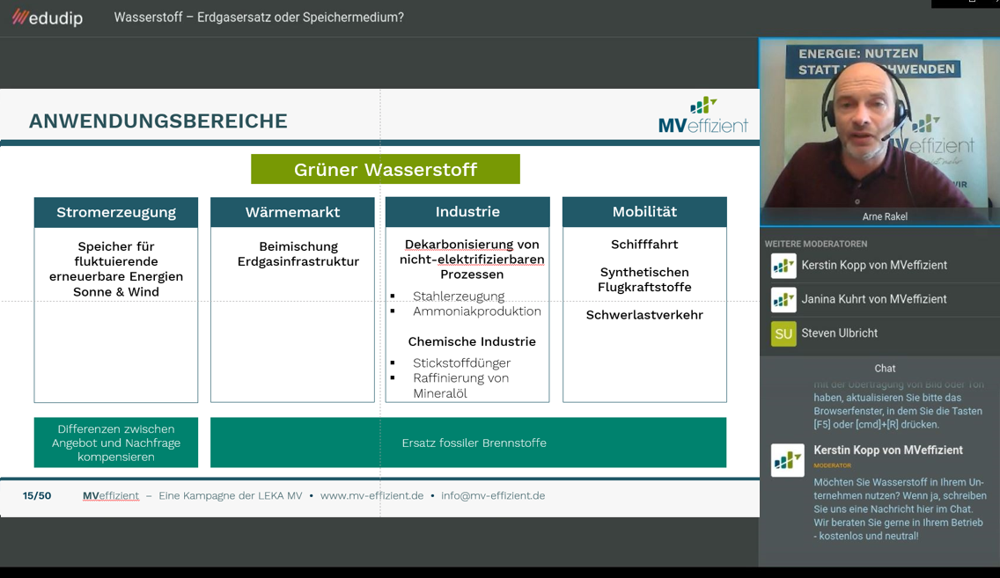 edudip
Wasserstoff – Erdgasersatz oder Speichermedium?
ANWENDUNGSBEREICHE
MVeffizient
Grüner Wasserstoff
Stromerzeugung
Speicher für
fluktuierende
erneuerbare Energien
Sonne & Wind
Wärmemarkt
Beimischung
Erdgasinfrastruktur
Industrie
Dekarbonisierung von
nicht-elektrifizierbaren
Prozessen
▪ Stahlerzeugung
▪ Ammoniakproduktion
Chemische Industrie
▪ Stickstoffdünger
▪ Raffinierung von
Mineralöl
Mobilität
Schifffahrt
Synthetischen
Flugkraftstoffe
Schwerlastverkehr
Differenzen zwischen
Angebot und Nachfrage
kompensieren
Ersatz fossiler Brennstoffe
15/50 MVeffizient – Eine Kampagne der LEKA MV • www.mv-effizient.de • info@mv-effizient.de
ENERGIE: NUTZEN
STATT
MVeffizient
Arne Rakel
WEITERE MODERATOREN
Kerstin Kopp von MVeffizient
Janina Kuhrt von MVeffizient
SU Steven Ulbricht
Chat
mit der Übertragung von Bild oder Ton
haben, aktualisieren Sie bitte das
Browserfenster, in dem Sie die Tasten
[F5] oder [cmd]+[R] drücken.
Kerstin Kopp von MVeffizient
MODERATOR
Möchten Sie Wasserstoff in Ihrem Un-
ternehmen nutzen? Wenn ja, schreiben
Sie uns eine Nachricht hier im Chat.
Wir beraten Sie gerne in Ihrem Betrieb
- kostenlos und neutral!